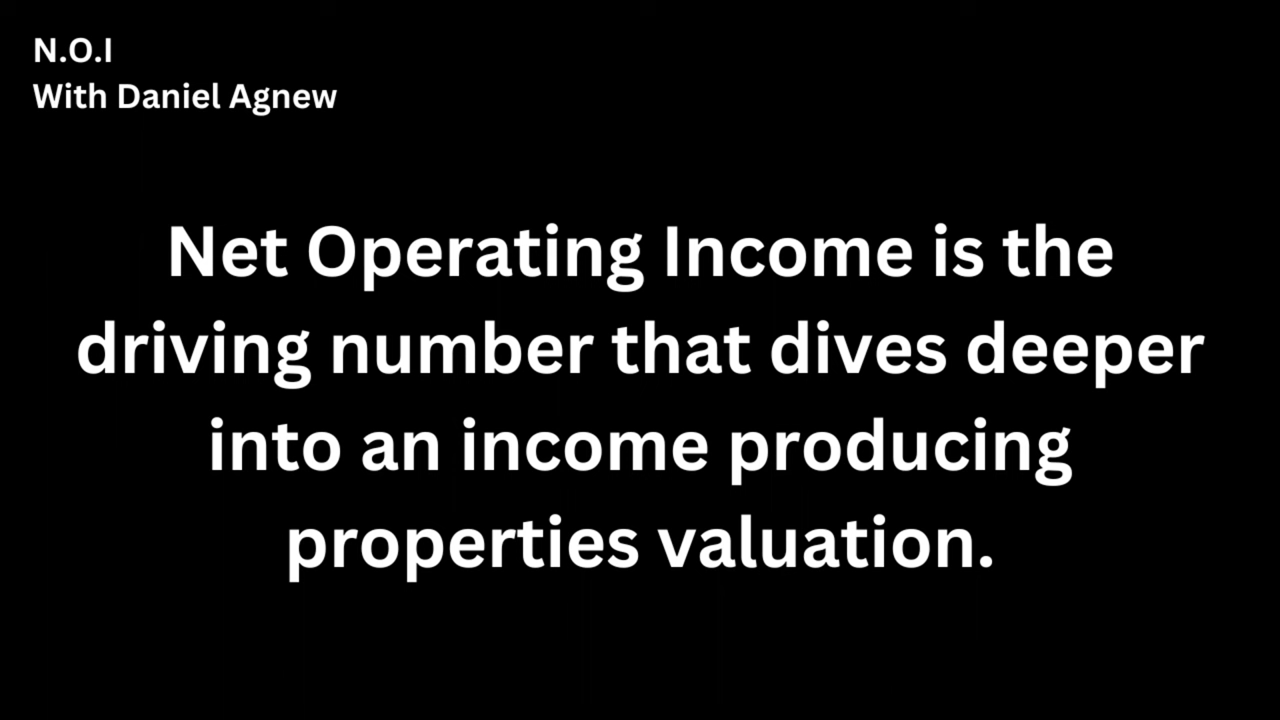 N.O.I
With Daniel Agnew
Net Operating Income is the
driving number that dives deeper
into an income producing
properties valuation.